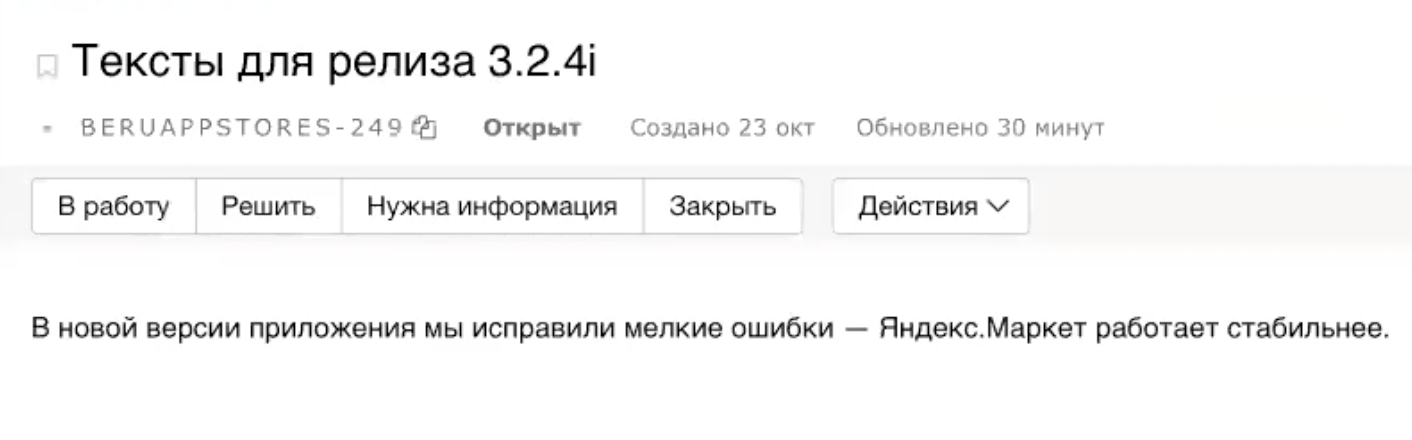 Тексты для релиза 3.2.4i
BERUAPPSTORES-249 Открыт Создано 23 окт Обновлено 30 минут
В работу Решить Нужна информация Закрыть Действия
В новой версии приложения мы исправили мелкие ошибки — Яндекс.Маркет работает стабильнее.